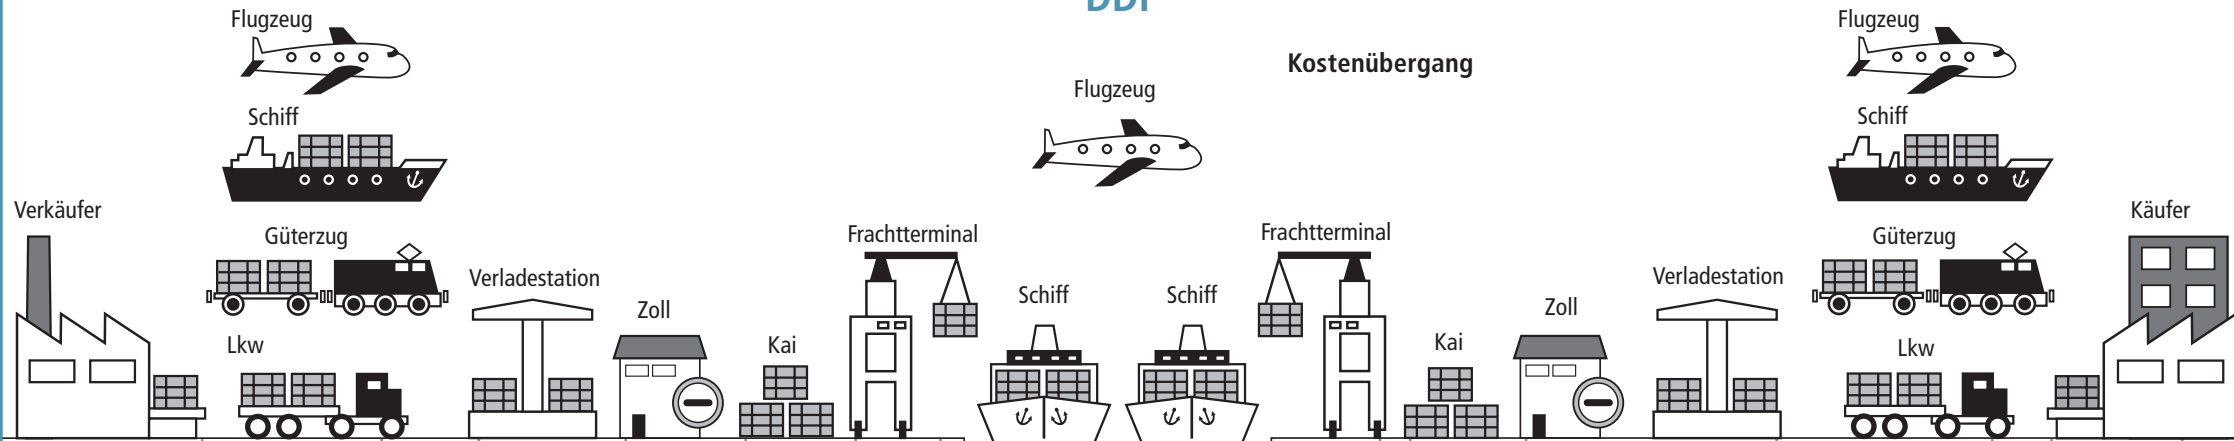 Flugzeug
Schiff
Verkäufer
Güterzug
Lkw
Verladestation
Zoll
Kai
Frachtterminal
Schiff
Flugzeug
Schiff
Kostenübergang
Frachtterminal
Kai
Zoll
Verladestation
Flugzeug
Schiff
Güterzug
Lkw
Käufer